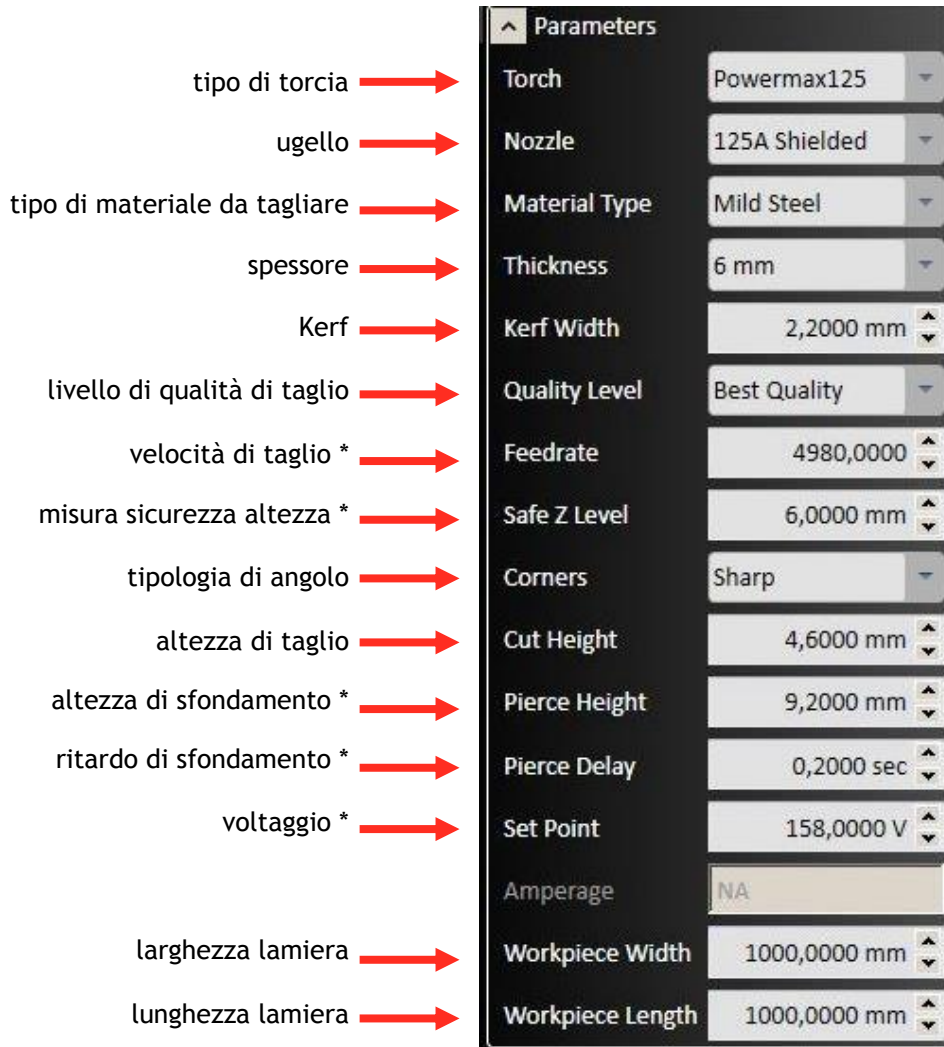 Parameters
tipo di torcia Torch Powermax125
ugello Nozzle 125A Shielded
tipo di materiale da tagliare Material Type Mild Steel
spessore Thickness 6 mm
Kerf Kerf Width 2,2000 mm
livello di qualità di taglio Quality Level Best Quality
velocità di taglio * Feedrate 4980,0000
misura sicurezza altezza * Safe Z Level 6,0000 mm
tipologia di angolo Corners Sharp
altezza di taglio Cut Height 4,6000 mm
altezza di sfondamento * Pierce Height 9,2000 mm
ritardo di sfondamento * Pierce Delay 0,2000 sec
voltaggio * Set Point 158,0000 V
Amperage NA
larghezza lamiera Workpiece Width 1000,0000 mm
lunghezza lamiera Workpiece Length 1000,0000 mm